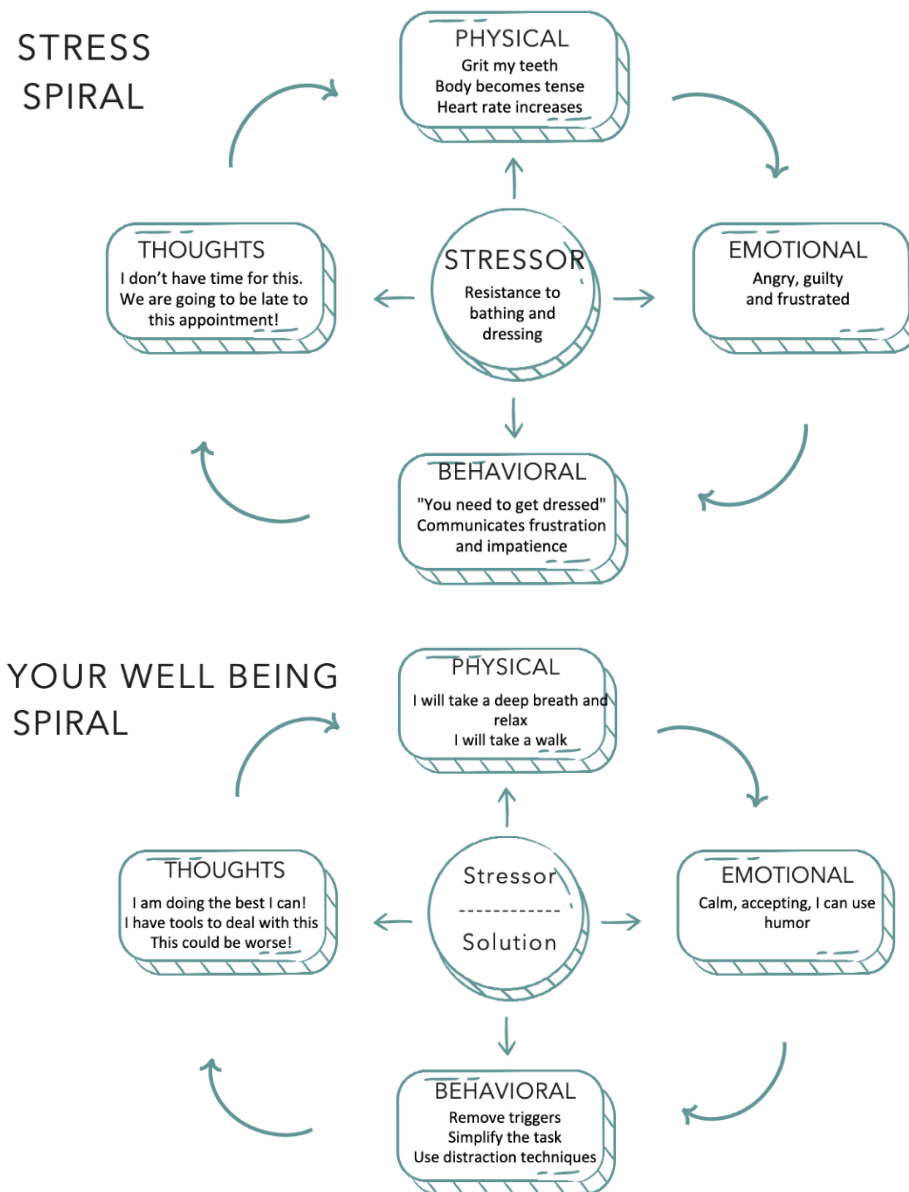 STRESS
SPIRAL
PHYSICAL
Grit my teeth
Body becomes tense
Heart rate increases
THOUGHTS
I don't have time for this.
We are going to be late to
this appointment!
STRESSOR
Resistance to
bathing and
dressing
EMOTIONAL
Angry, guilty
and frustrated
BEHAVIORAL
"You need to get dressed"
Communicates frustration
and impatience
YOUR WELL BEING
SPIRAL
PHYSICAL
I will take a deep breath and
relax
I will take a walk
THOUGHTS
I am doing the best I can!
I have tools to deal with this
This could be worse!
Stressor
Solution
EMOTIONAL
Calm, accepting, I can use
humor
BEHAVIORAL
Remove triggers
Simplify the task
Use distraction techniques